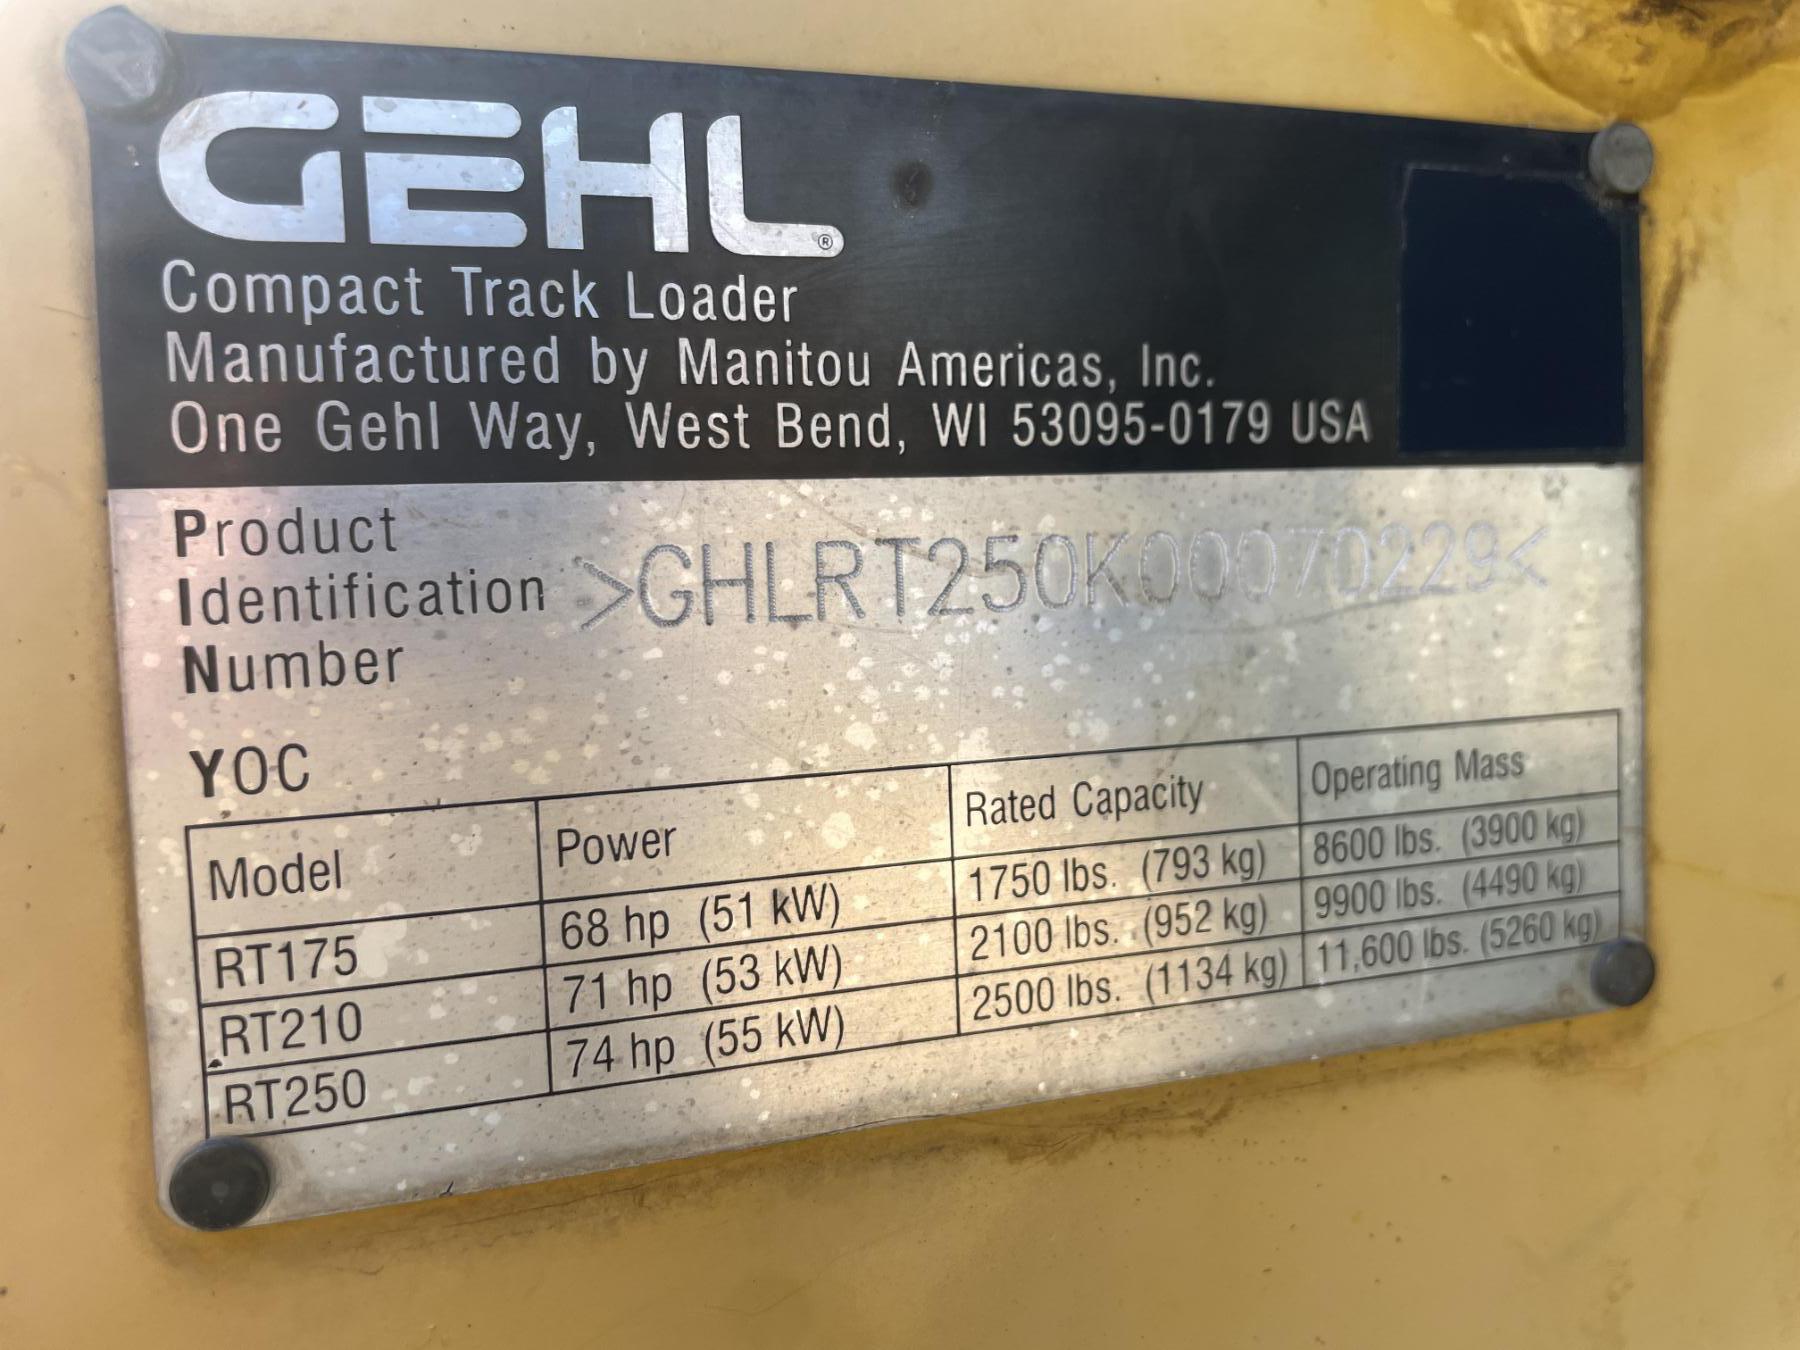 GEHL®
Compact Track Loader
Manufactured by Manitou Americas, Inc.
One Gehl Way, West Bend, WI 53095-0179 USA
Product
Identification >GHLRT250K00070229<
Number
YOC
Model Power Rated Capacity Operating Mass
RT175 68 hp (51 kW) 1750 lbs. (793 kg) 8600 lbs. (3900 kg)
RT210 71 hp (53 kW) 2100 lbs. (952 kg) 9900 lbs. (4490 kg)
RT250 74 hp (55 kW) 2500 lbs. (1134 kg) 11,600 lbs. (5260 kg)